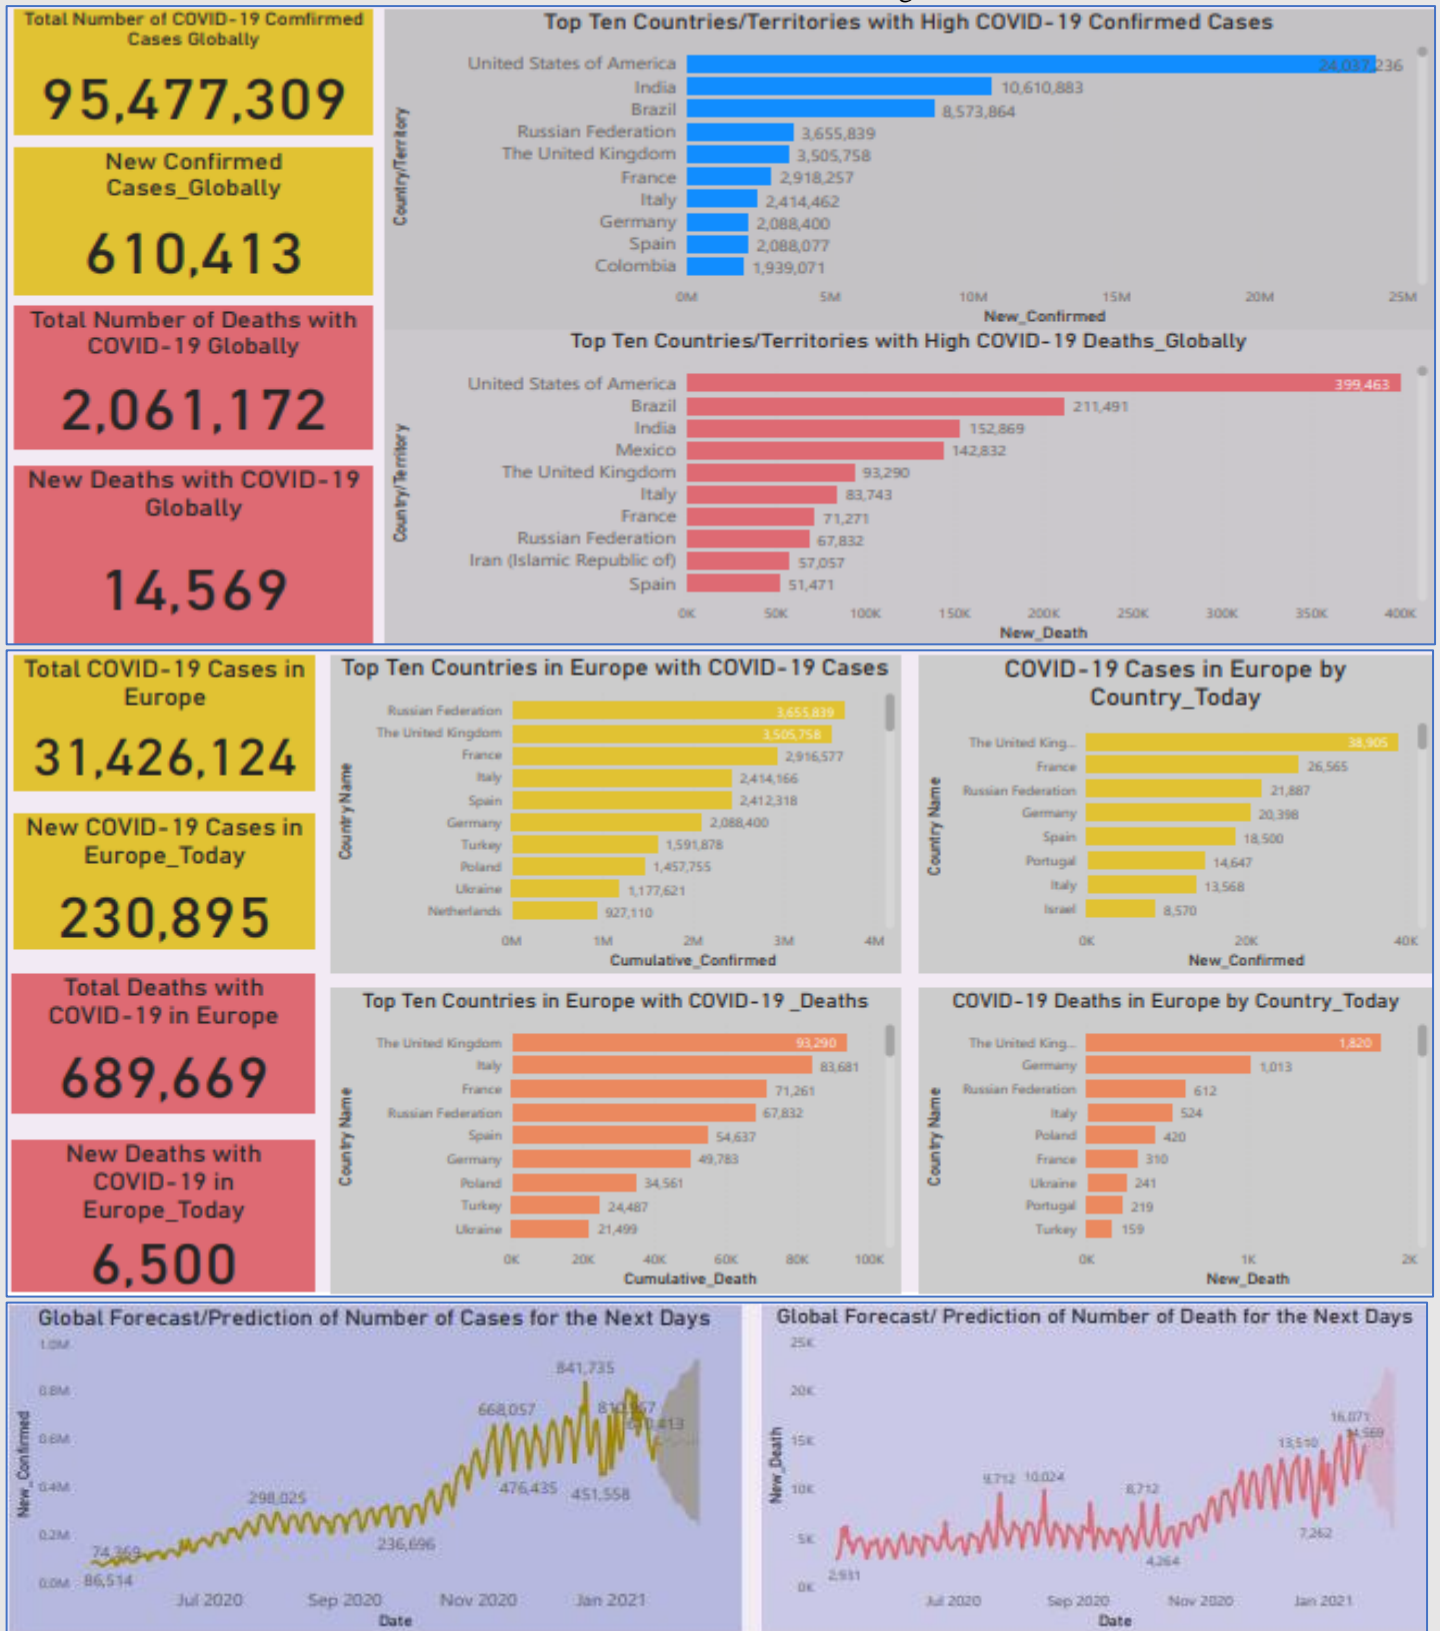 Total Number of COVID-19 Comfirmed
Cases Globally
95,477,309
New Confirmed
Cases_Globally
610,413
Total Number of Deaths with
COVID-19 Globally
2,061,172
New Deaths with COVID-19
Globally
14,569
Top Ten Countries/Territories with High COVID-19 Confirmed Cases
Country/Territory
United States of America 24,037,236
India 10,610,883
Brazil 8,573,864
Russian Federation 3,655,839
The United Kingdom 3,505,758
France 2,918,257
Italy 2,414,462
Germany 2,088,400
Spain 2,088,077
Colombia 1,939,071
0M 5M 10M 15M 20M 25M
New_Confirmed
Top Ten Countries/Territories with High COVID-19 Deaths_Globally
Country/Territory
United States of America 399,463
Brazil 211,491
India 152,869
Mexico 142,832
The United Kingdom 93,290
Italy 83,743
France 71,271
Russian Federation 67,832
Iran (Islamic Republic of) 57,057
Spain 51,471
0K 50K 100K 150K 200K 250K 300K 350K 400K
New_Death
Total COVID-19 Cases in
Europe
31,426,124
New COVID-19 Cases in
Europe_Today
230,895
Total Deaths with
COVID-19 in Europe
689,669
New Deaths with
COVID-19 in
Europe_Today
6,500
Top Ten Countries in Europe with COVID-19 Cases
Country Name
Russian Federation 3,655,839
The United Kingdom 3,505,758
France 2,916,577
Italy 2,414,166
Spain 2,412,318
Germany 2,088,400
Turkey 1,591,878
Poland 1,457,755
Ukraine 1,177,621
Netherlands 927,110
0M 1M 2M 3M 4M
Cumulative_Confirmed
COVID-19 Cases in Europe by
Country_Today
Country Name
The United King... 38,905
France 26,565
Russian Federation 21,887
Germany 20,398
Spain 18,500
Portugal 14,647
Italy 13,568
Israel 8,570
0K 20K 40K
New_Confirmed
Top Ten Countries in Europe with COVID-19 _Deaths
Country Name
The United Kingdom 93,290
Italy 83,681
France 71,261
Russian Federation 67,832
Spain 54,637
Germany 49,783
Poland 34,561
Turkey 24,487
Ukraine 21,499
0K 20K 40K 60K 80K 100K
Cumulative_Death
COVID-19 Deaths in Europe by Country_Today
Country Name
The United King... 1,820
Germany 1,013
Russian Federation 612
Italy 524
Poland 420
France 310
Ukraine 241
Portugal 219
Turkey 159
0K 1K 2K
New_Death
Global Forecast/Prediction of Number of Cases for the Next Days
New_Confirmed
1.0M
0.8M
0.6M
0.4M
0.2M
0.0M
74,369
86,514
298,025
236,696
668,057
476,435
841,735
451,558
810,967
610,413
Jul 2020 Sep 2020 Nov 2020 Jan 2021
Date
Global Forecast/ Prediction of Number of Death for the Next Days
New_Death
25K
20K
15K
10K
5K
0K
2,931
9,712
10,024
8,712
4,264
13,510
7,262
16,071
14,569
Jul 2020 Sep 2020 Nov 2020 Jan 2021
Date